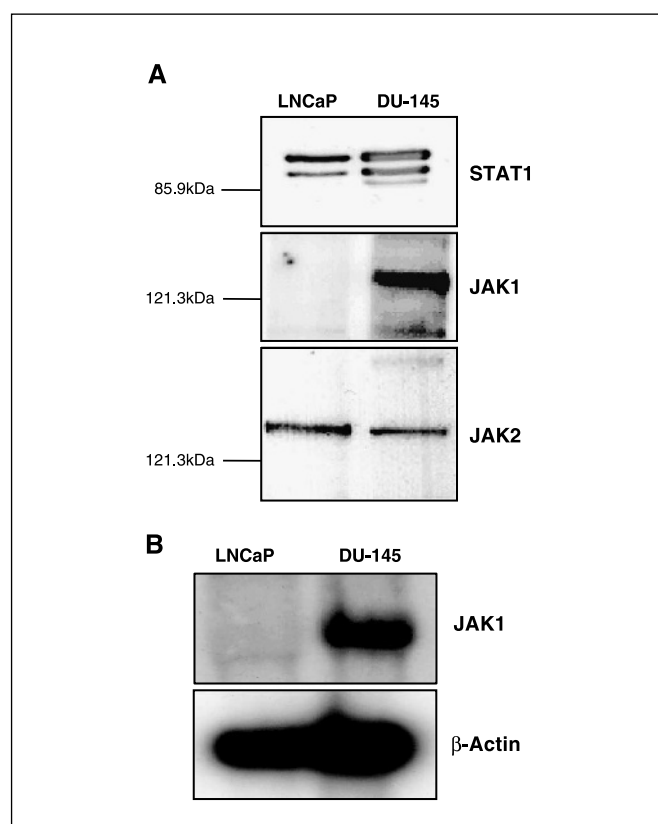 A
LNCaP DU-145
STAT1
85.9kDa
JAK1
121.3kDa
JAK2
121.3kDa
B
LNCaP DU-145
JAK1
β-Actin